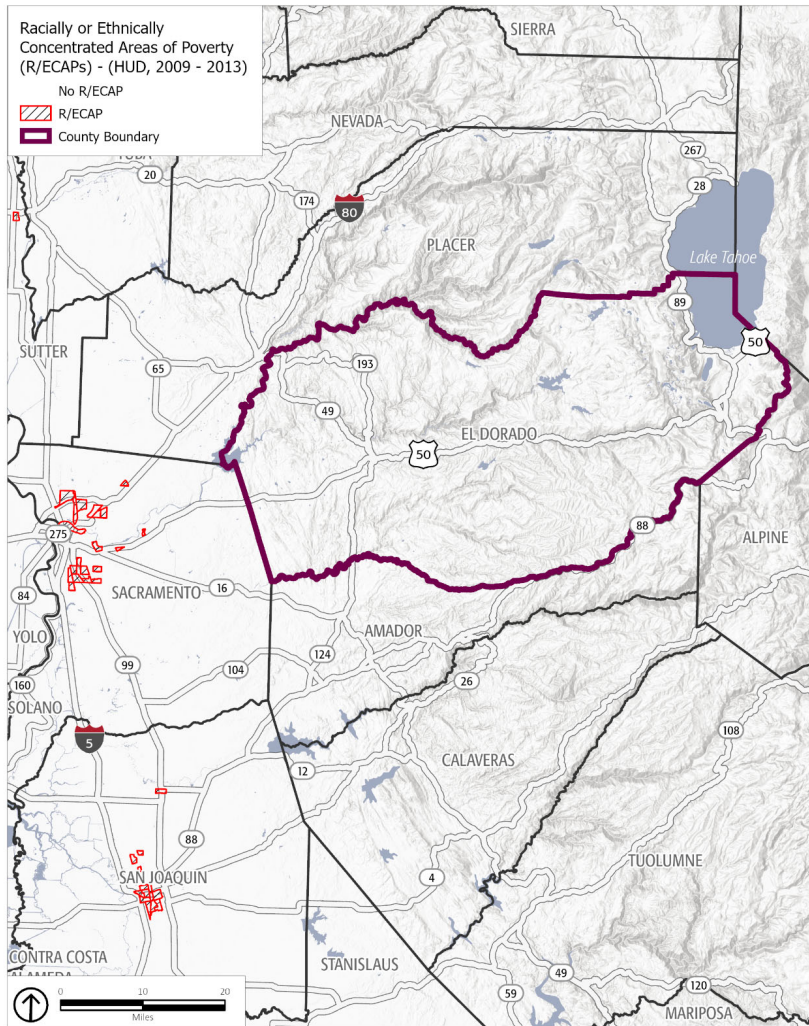 Racially or Ethnically
Concentrated Areas of Poverty
(R/ECAPs) - (HUD, 2009 - 2013)
No R/ECAP
R/ECAP
County Boundary
SIERRA
NEVADA
267
20
28
174
80
PLACER
Lake Tahoe
89
50
SUTTER
193
65
49
EL DORADO
50
275
88
ALPINE
SACRAMENTO
16
84
AMADOR
YOLO
124
99
104
26
160
SOLANO
108
5
CALAVERAS
12
88
TUOLUMNE
SAN JOAQUIN
4
CONTRA COSTA
STANISLAUS
49
120
59
MARIPOSA
0 10 20
Miles